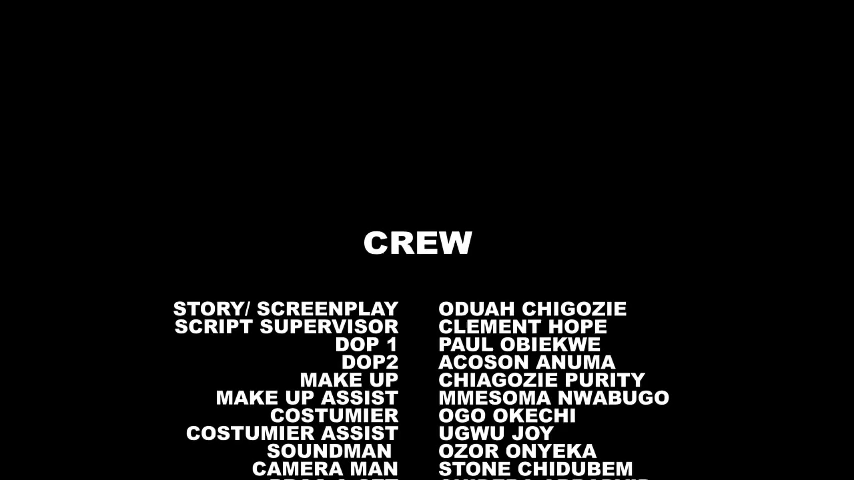 CREW
STORY/ SCREENPLAY ODUAH CHIGOZIE
SCRIPT SUPERVISOR CLEMENT HOPE
DOP 1 PAUL OBIEKWE
DOP2 ACOSON ANUMA
MAKE UP CHIAGOZIE PURITY
MAKE UP ASSIST MMESOMA NWABUGO
COSTUMIER OGO OKECHI
COSTUMIER ASSIST UGWU JOY
SOUNDMAN OZOR ONYEKA
CAMERA MAN STONE CHIDUBEM